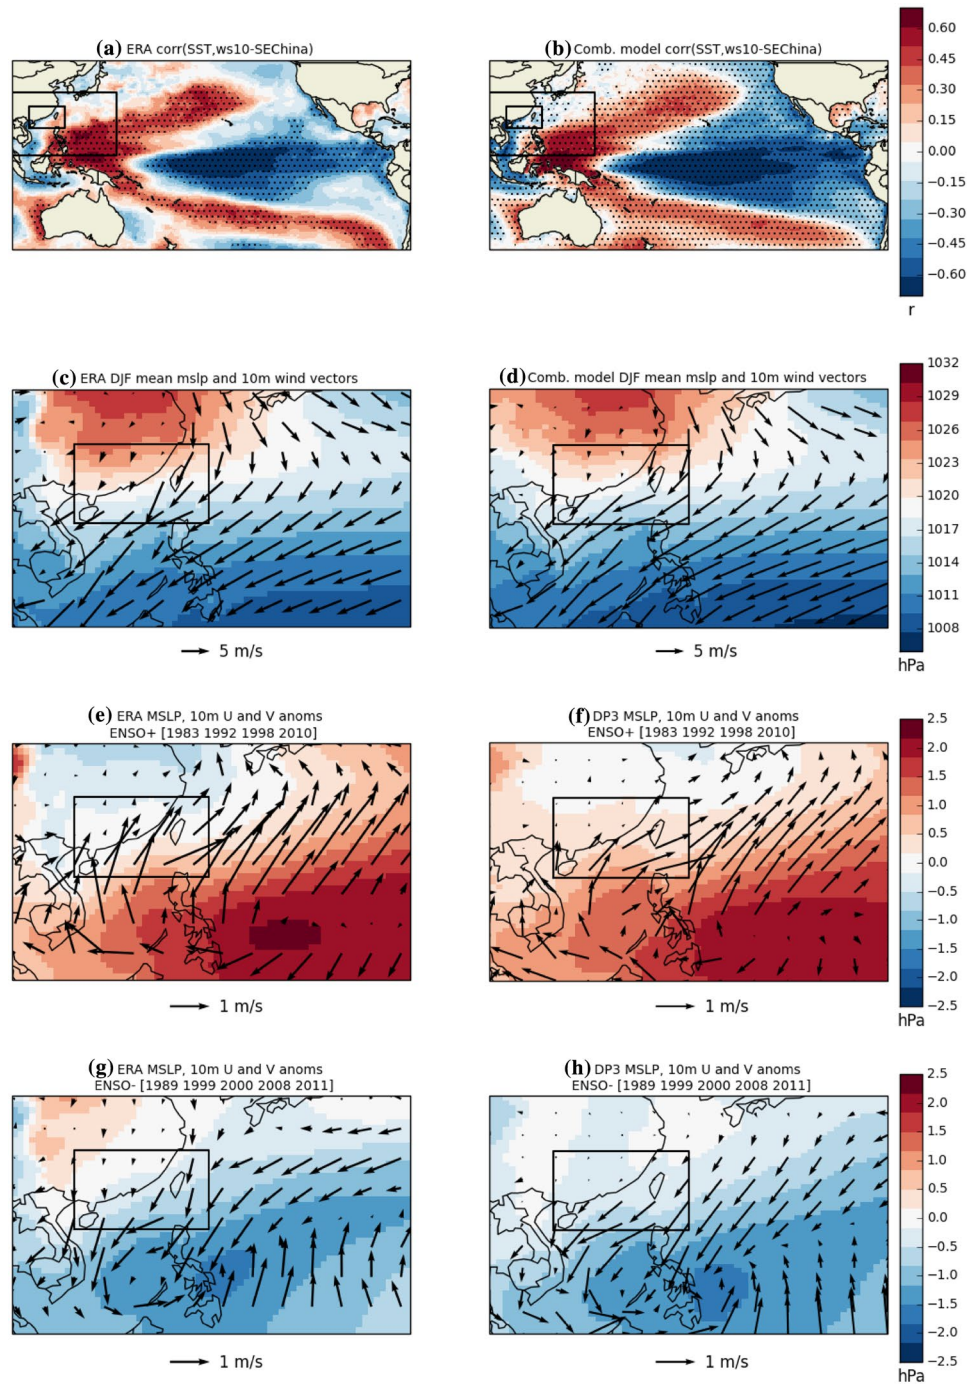 (a) ERA corr(SST,ws10-SEChina)
(b) Comb. model corr(SST,ws10-SEChina)
0.60
0.45
0.30
0.15
0.00
−0.15
−0.30
−0.45
−0.60
r
(c) ERA DJF mean mslp and 10m wind vectors
(d) Comb. model DJF mean mslp and 10m wind vectors
1032
1029
1026
1023
1020
1017
1014
1011
1008
hPa
5 m/s
5 m/s
(e) ERA MSLP, 10m U and V anoms
ENSO+ [1983 1992 1998 2010]
(f) DP3 MSLP, 10m U and V anoms
ENSO+ [1983 1992 1998 2010]
2.5
2.0
1.5
1.0
0.5
0.0
−0.5
−1.0
−1.5
−2.0
−2.5
hPa
1 m/s
1 m/s
(g) ERA MSLP, 10m U and V anoms
ENSO- [1989 1999 2000 2008 2011]
(h) DP3 MSLP, 10m U and V anoms
ENSO- [1989 1999 2000 2008 2011]
2.5
2.0
1.5
1.0
0.5
0.0
−0.5
−1.0
−1.5
−2.0
−2.5
hPa
1 m/s
1 m/s